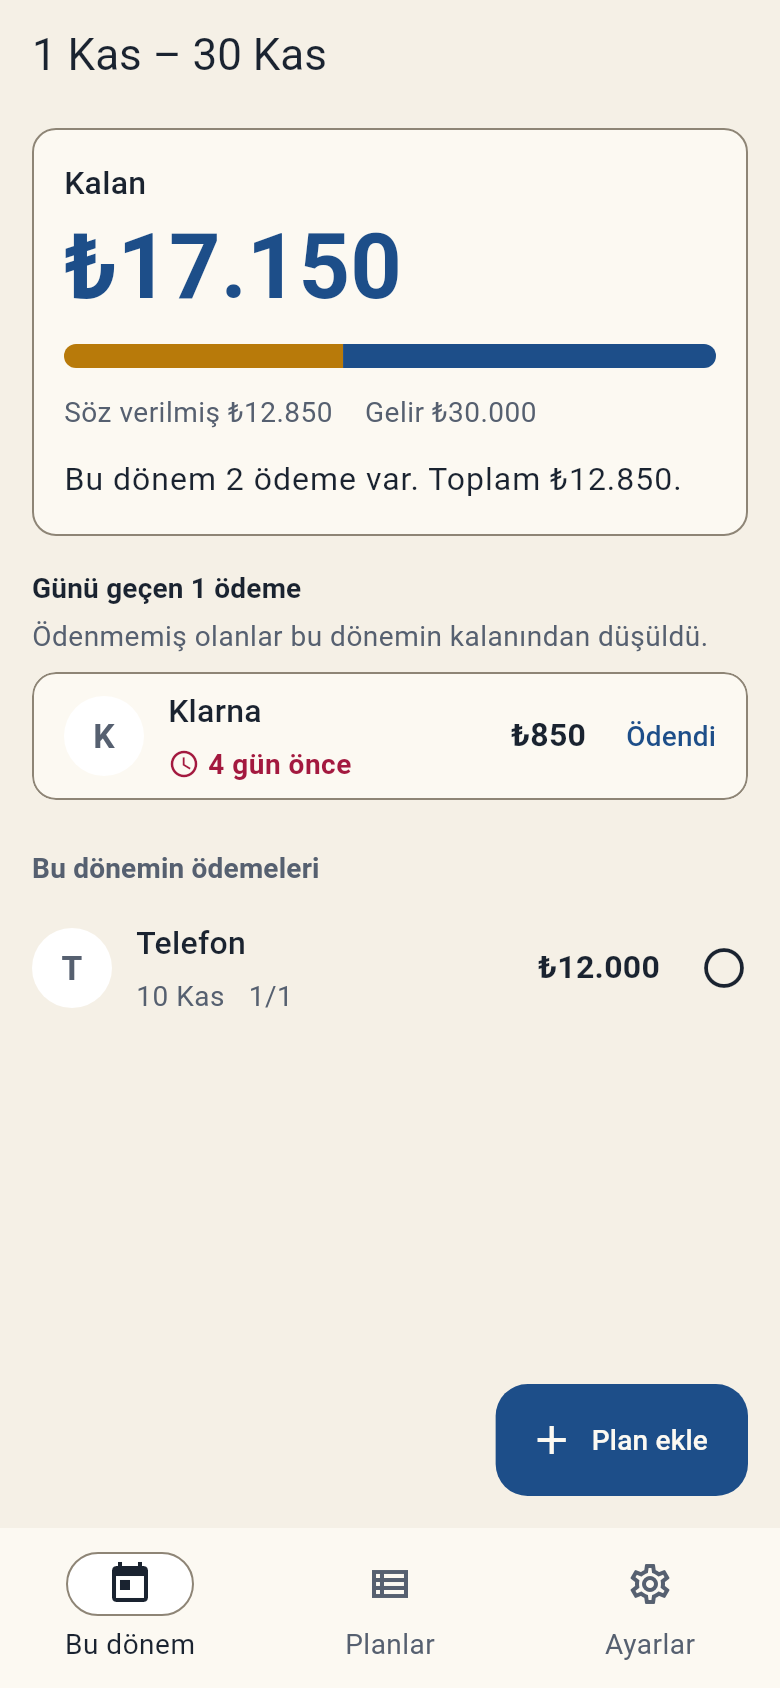 1 Kas – 30 Kas
Kalan
₺17.150
Söz verilmiş ₺12.850 Gelir ₺30.000
Bu dönem 2 ödeme var. Toplam ₺12.850.
Günü geçen 1 ödeme
Ödenmemiş olanlar bu dönemin kalanından düşüldü.
K
Klarna
4 gün önce
₺850
Ödendi
Bu dönemin ödemeleri
T
Telefon
10 Kas 1/1
₺12.000
Plan ekle
Bu dönem
Planlar
Ayarlar